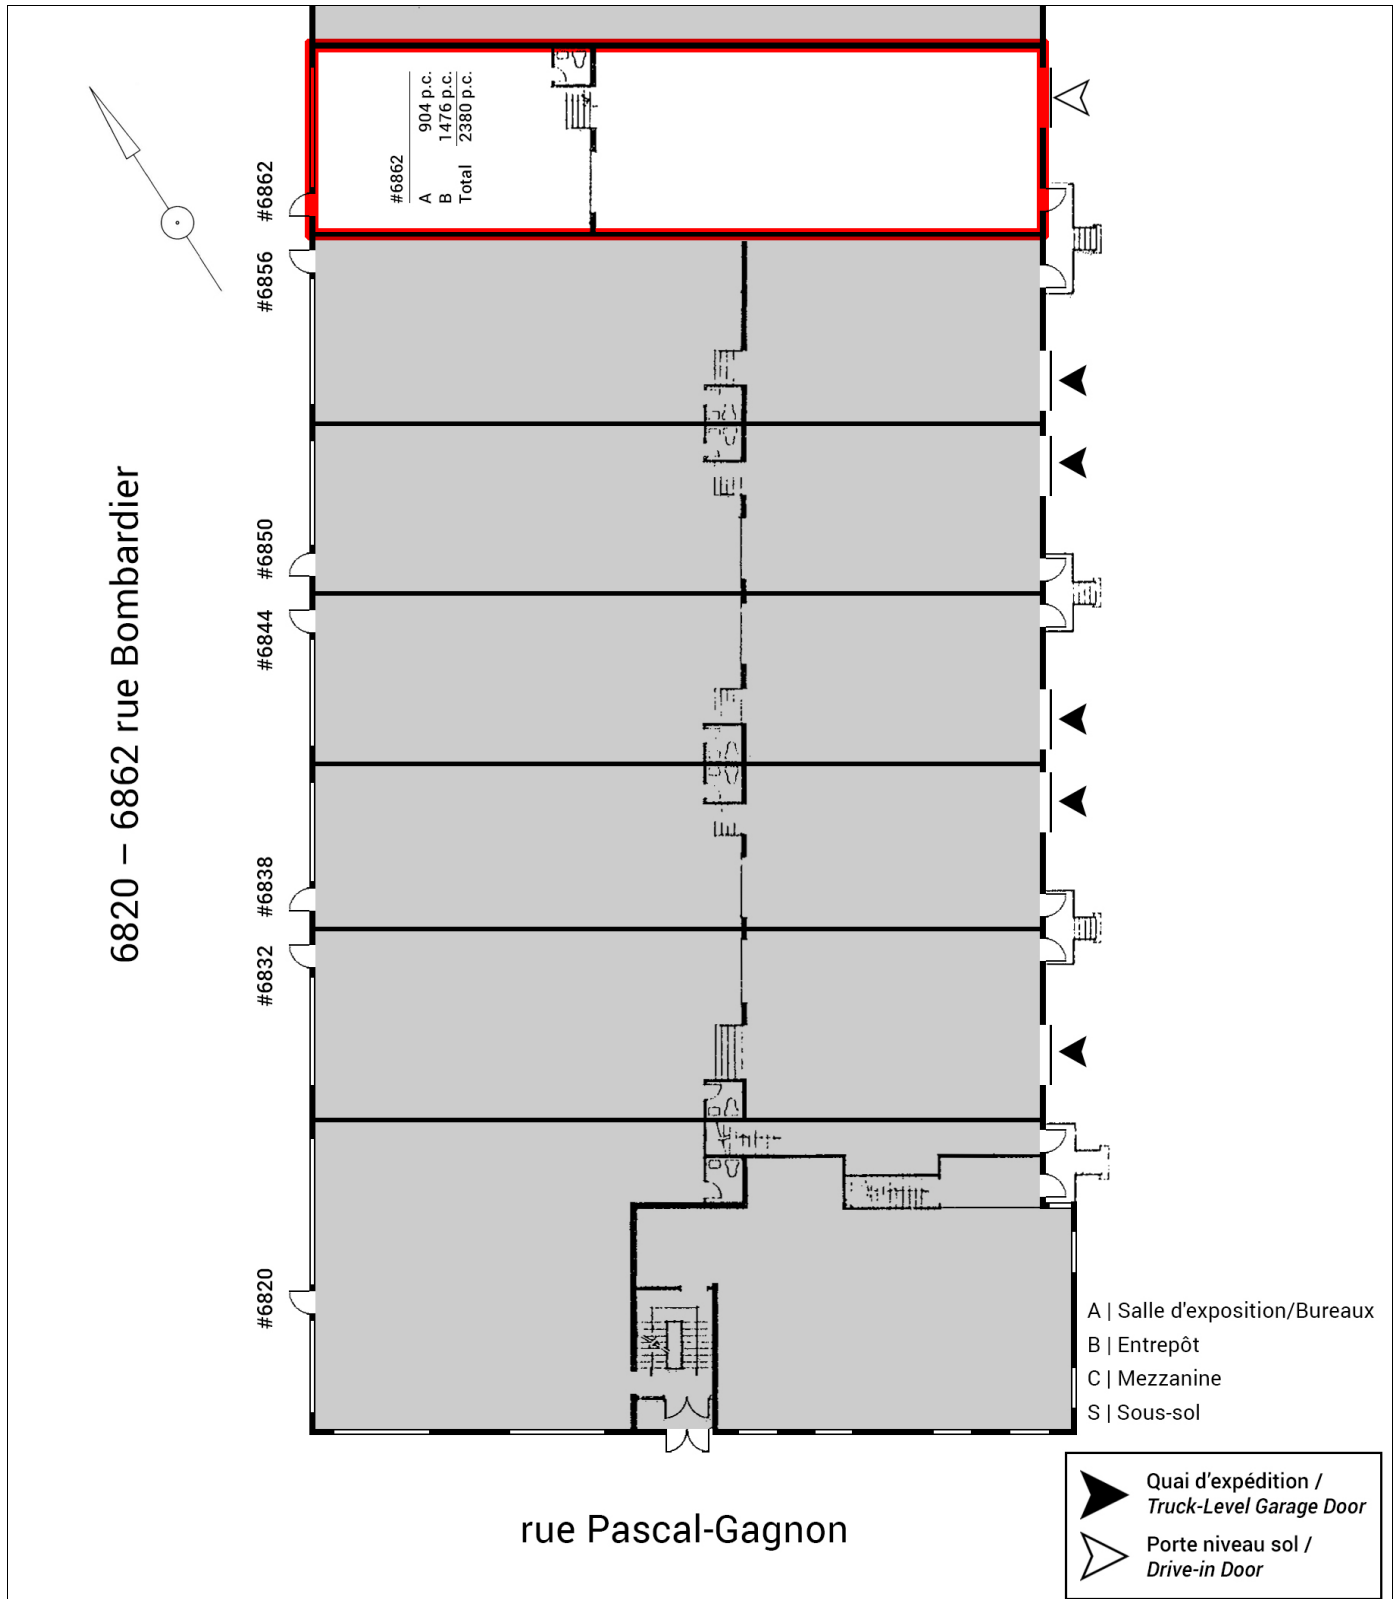 #6862
A 904 p.c.
B 1476 p.c.
Total 2380 p.c.
#6862
#6856
#6850
#6844
#6838
#6832
#6820
6820 – 6862 rue Bombardier
A | Salle d'exposition/Bureaux
B | Entrepôt
C | Mezzanine
S | Sous-sol
rue Pascal-Gagnon
Quai d'expédition /
Truck-Level Garage Door
Porte niveau sol /
Drive-in Door